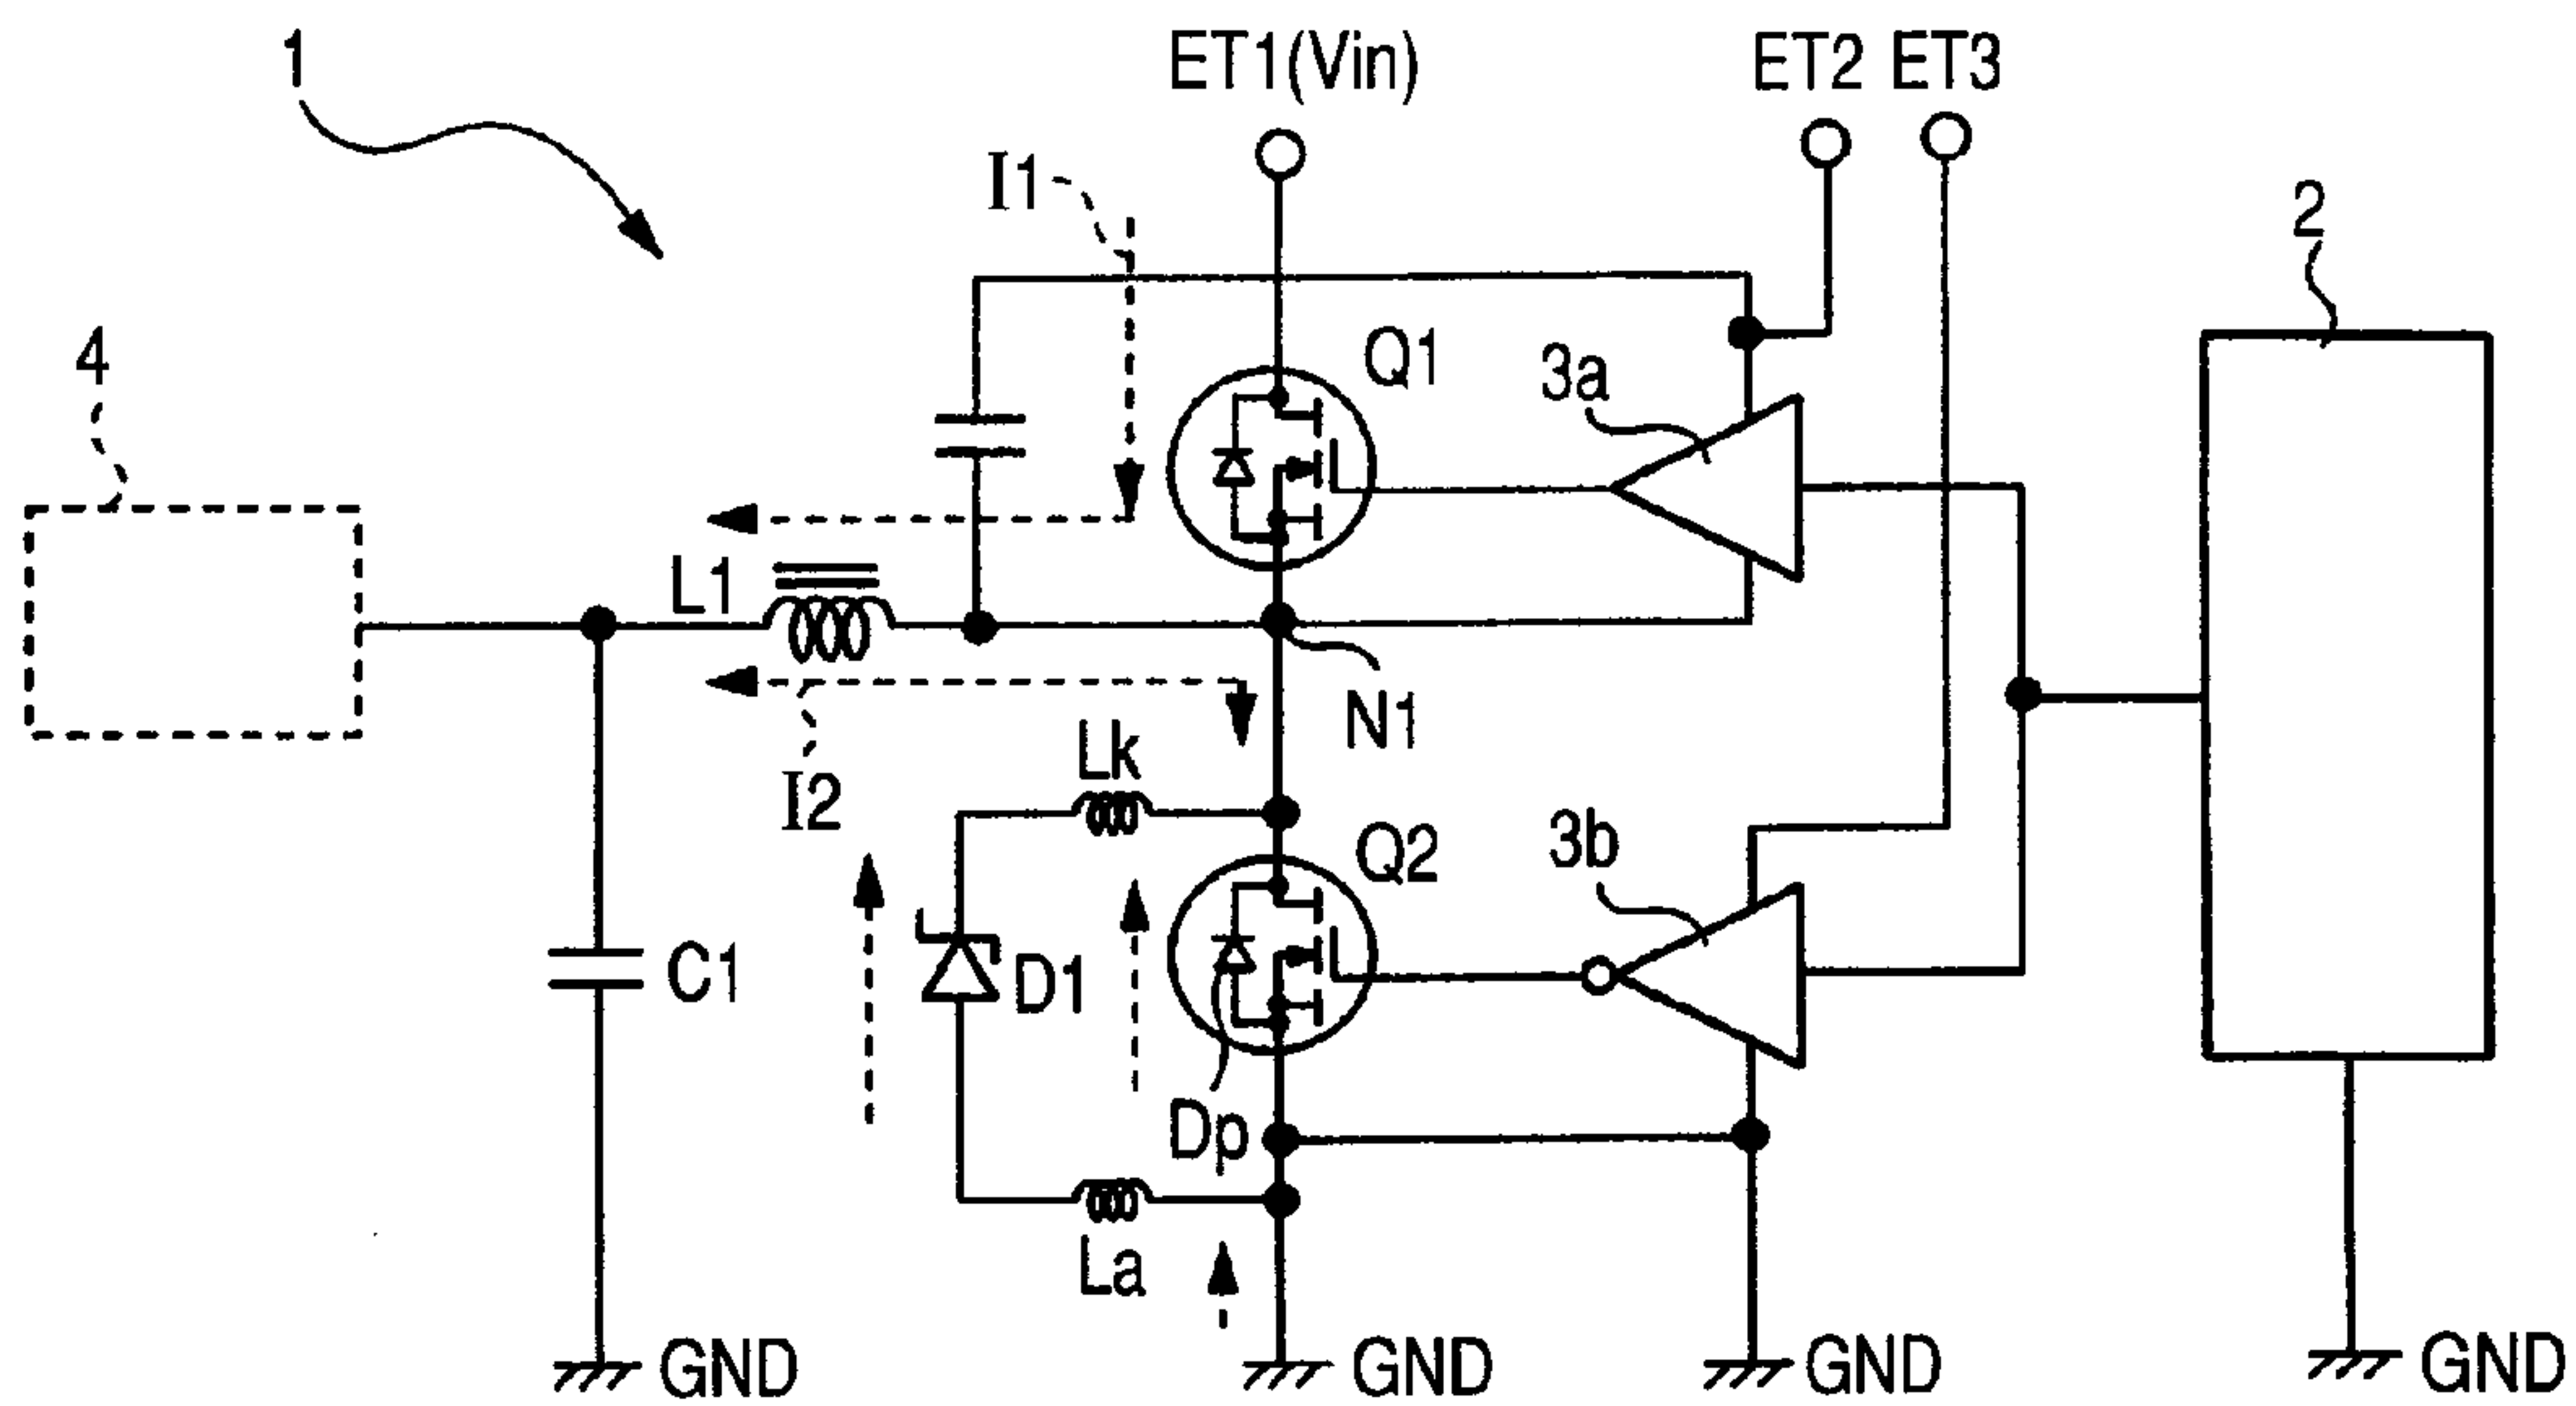 1
ET1(Vin)
ET2
ET3
I1
2
4
Q1
3a
L1
N1
Lk
I2
Q2
3b
C1
D1
Dp
La
GND
GND
GND
GND